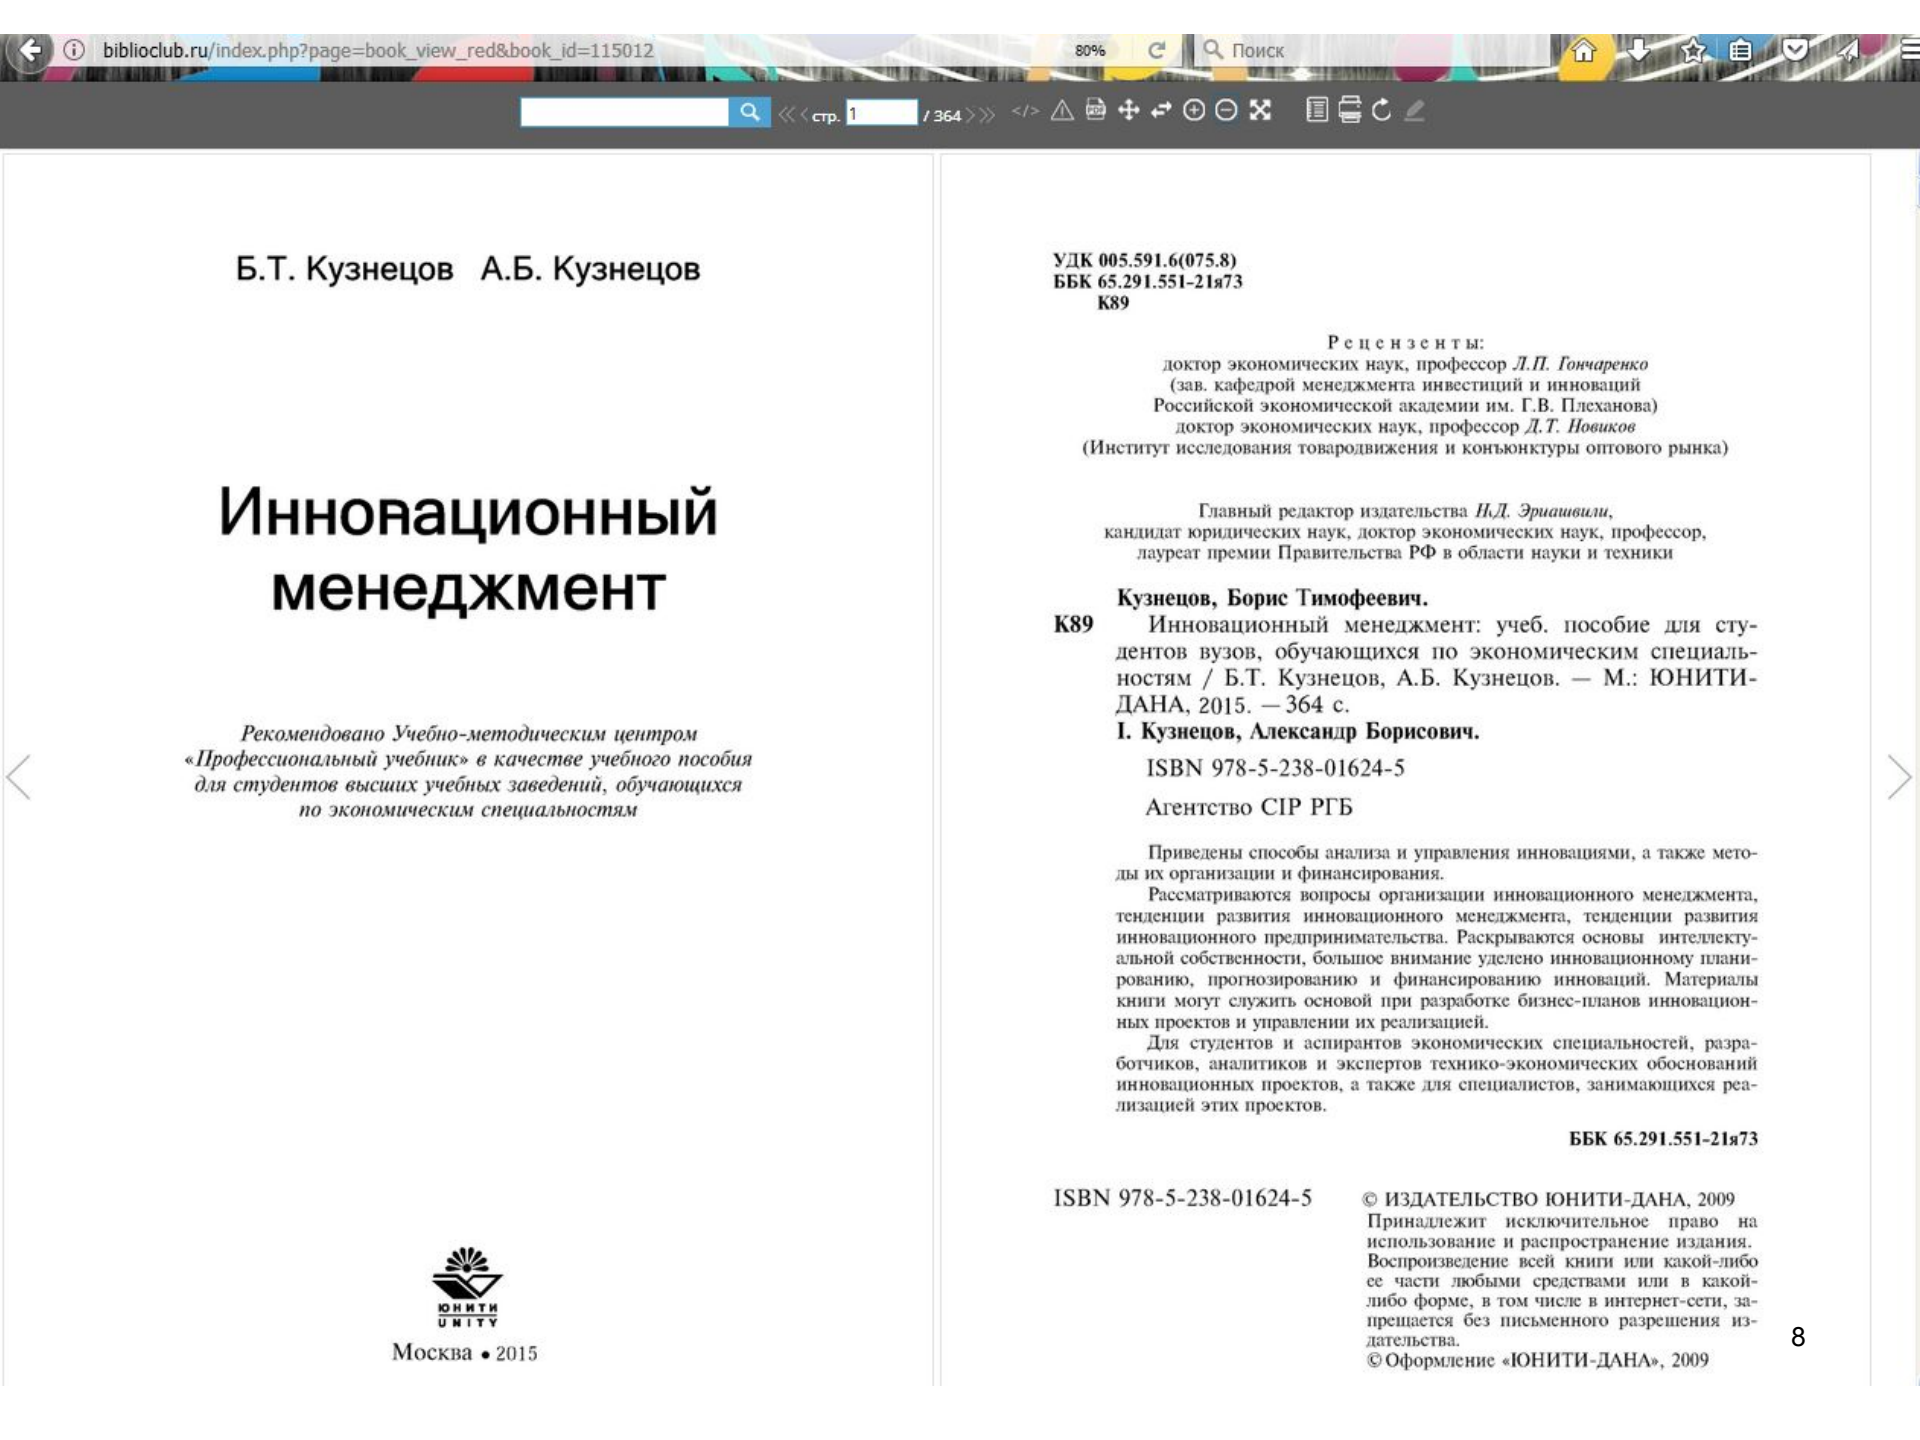 biblioclub.ru/index.php?page=book_view_red&book_id=115012
80%
Поиск
стр. 1 / 364
Б.Т. Кузнецов А.Б. Кузнецов
Инновационный
менеджмент
Рекомендовано Учебно-методическим центром
«Профессиональный учебник» в качестве учебного пособия
для студентов высших учебных заведений, обучающихся
по экономическим специальностям
ЮНИТИ
UNITY
Москва • 2015
УДК 005.591.6(075.8)
ББК 65.291.551-21я73
К89
Рецензенты:
доктор экономических наук, профессор Л.П. Гончаренко
(зав. кафедрой менеджмента инвестиций и инноваций
Российской экономической академии им. Г.В. Плеханова)
доктор экономических наук, профессор Д.Т. Новиков
(Институт исследования товародвижения и конъюнктуры оптового рынка)
Главный редактор издательства Н.Д. Эриашвили,
кандидат юридических наук, доктор экономических наук, профессор,
лауреат премии Правительства РФ в области науки и техники
Кузнецов, Борис Тимофеевич.
К89 Инновационный менеджмент: учеб. пособие для сту-
дентов вузов, обучающихся по экономическим специаль-
ностям / Б.Т. Кузнецов, А.Б. Кузнецов. — М.: ЮНИТИ-
ДАНА, 2015. — 364 с.
I. Кузнецов, Александр Борисович.
ISBN 978-5-238-01624-5
Агентство CIP РГБ
Приведены способы анализа и управления инновациями, а также мето-
ды их организации и финансирования.
Рассматриваются вопросы организации инновационного менеджмента,
тенденции развития инновационного менеджмента, тенденции развития
инновационного предпринимательства. Раскрываются основы интеллекту-
альной собственности, большое внимание уделено инновационному плани-
рованию, прогнозированию и финансированию инноваций. Материалы
книги могут служить основой при разработке бизнес-планов инновацион-
ных проектов и управлении их реализацией.
Для студентов и аспирантов экономических специальностей, разра-
ботчиков, аналитиков и экспертов технико-экономических обоснований
инновационных проектов, а также для специалистов, занимающихся реа-
лизацией этих проектов.
ББК 65.291.551-21я73
ISBN 978-5-238-01624-5
© ИЗДАТЕЛЬСТВО ЮНИТИ-ДАНА, 2009
Принадлежит исключительное право на
использование и распространение издания.
Воспроизведение всей книги или какой-либо
ее части любыми средствами или в какой-
либо форме, в том числе в интернет-сети, за-
прещается без письменного разрешения из-
дательства.
© Оформление «ЮНИТИ-ДАНА», 2009
8